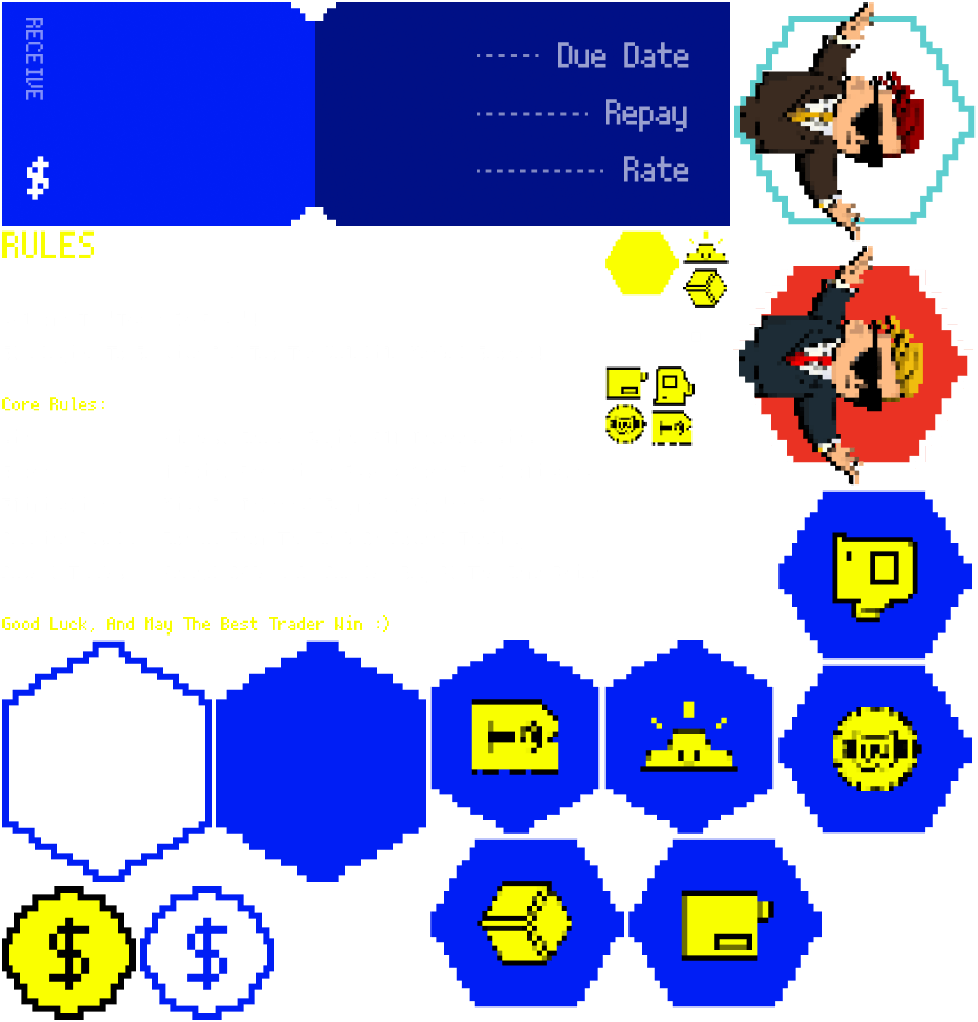 RECEIVE
$
Due Date
Repay
Rate
RULES
Core Rules:
Good Luck, And May The Best Trader Win :)
$
$